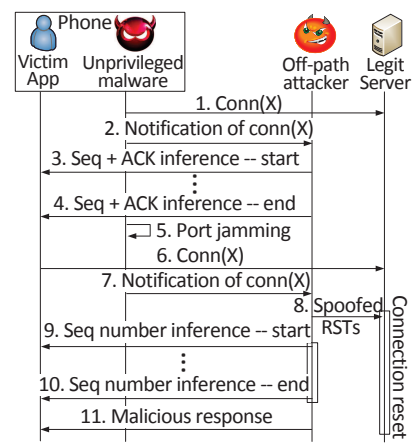 Phone
Victim App
Unprivileged malware
Off-path attacker
Legit Server
1. Conn(X)
2. Notification of conn(X)
3. Seq + ACK inference -- start
4. Seq + ACK inference -- end
5. Port jamming
6. Conn(X)
7. Notification of conn(X)
8. Spoofed
RSTs
9. Seq number inference -- start
10. Seq number inference -- end
11. Malicious response
Connection reset